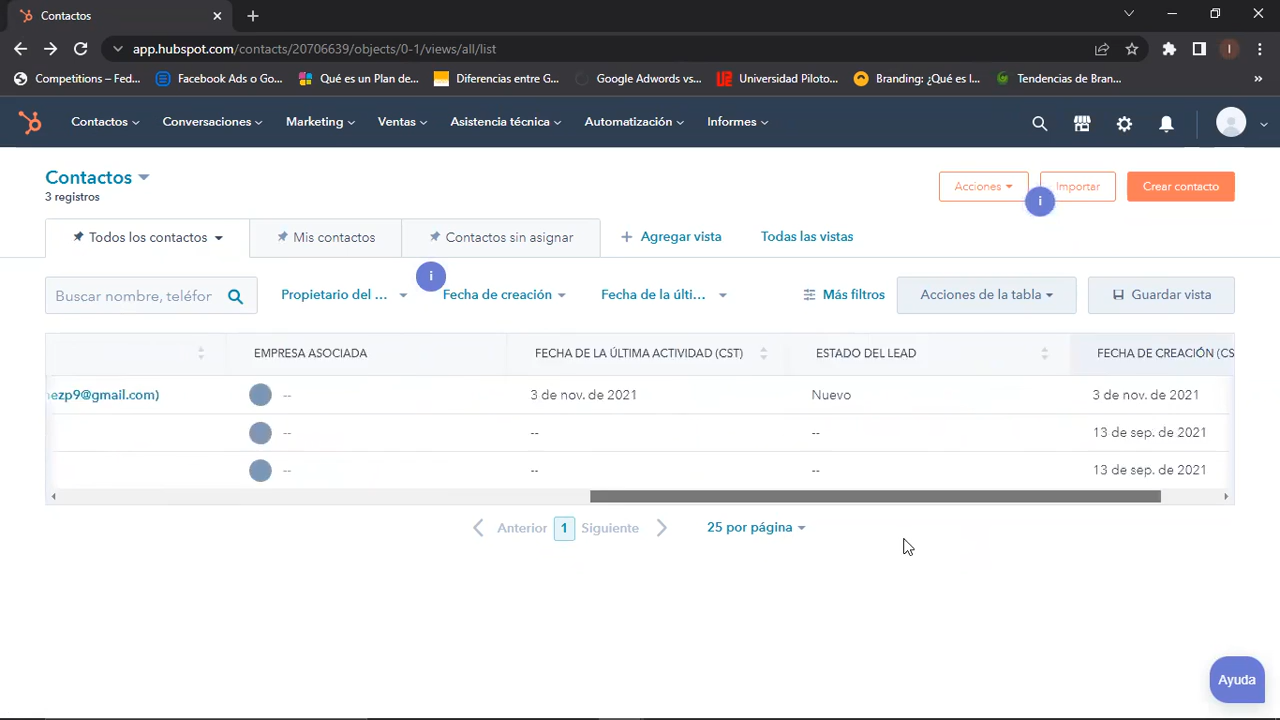 Contactos
app.hubspot.com/contacts/20706639/objects/0-1/views/all/list
Competitions – Fed... Facebook Ads o Go... Qué es un Plan de... Diferencias entre G... Google Adwords vs... Universidad Piloto... Branding: ¿Qué es l... Tendencias de Bran...
Contactos Conversaciones Marketing Ventas Asistencia técnica Automatización Informes
Contactos
3 registros
Acciones Importar Crear contacto
Todos los contactos Mis contactos Contactos sin asignar + Agregar vista Todas las vistas
Buscar nombre, teléfor Propietario del ... Fecha de creación Fecha de la últi... Más filtros Acciones de la tabla Guardar vista
EMPRESA ASOCIADA FECHA DE LA ÚLTIMA ACTIVIDAD (CST) ESTADO DEL LEAD FECHA DE CREACIÓN (CS
ezp9@gmail.com) -- 3 de nov. de 2021 Nuevo 3 de nov. de 2021
-- -- -- 13 de sep. de 2021
-- -- -- 13 de sep. de 2021
Anterior 1 Siguiente 25 por página
Ayuda